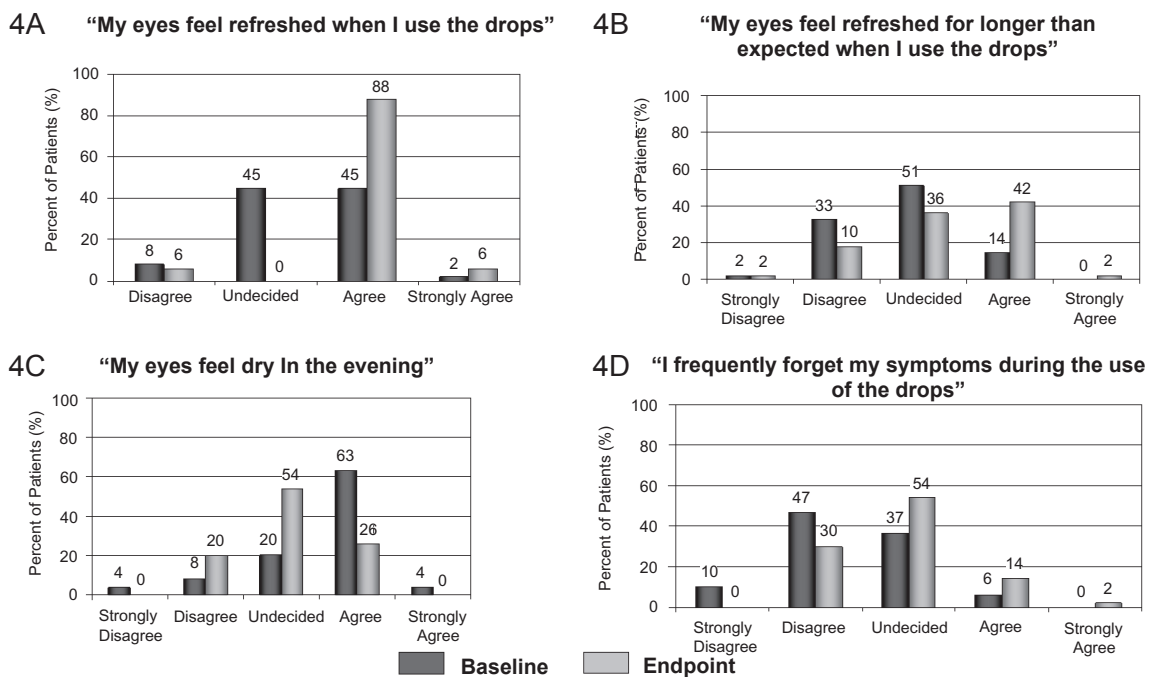 4A “My eyes feel refreshed when I use the drops”
Percent of Patients (%)
100
80
60
40
20
0
8 6
45 0
45 88
2 6
Disagree Undecided Agree Strongly Agree
4B “My eyes feel refreshed for longer than
expected when I use the drops”
Percent of Patients (%)
100
80
60
40
20
0
2 2
33 10
51 36
14 42
0 2
Strongly Disagree Undecided Agree Strongly
Disagree Agree
4C “My eyes feel dry In the evening”
Percent of Patients (%)
100
80
60
40
20
0
4 0
8 20
20 54
63 26
4 0
Strongly Disagree Undecided Agree Strongly
Disagree Agree
4D “I frequently forget my symptoms during the use
of the drops”
Percent of Patients (%)
100
80
60
40
20
0
10 0
47 30
37 54
6 14
0 2
Strongly Disagree Undecided Agree Strongly
Disagree Agree
Baseline Endpoint